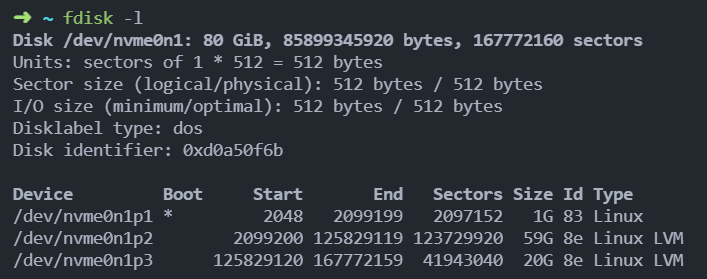 ➜ ~ fdisk -l
Disk /dev/nvme0n1: 80 GiB, 85899345920 bytes, 167772160 sectors
Units: sectors of 1 * 512 = 512 bytes
Sector size (logical/physical): 512 bytes / 512 bytes
I/O size (minimum/optimal): 512 bytes / 512 bytes
Disklabel type: dos
Disk identifier: 0xd0a50f6b

Device         Boot     Start       End   Sectors Size Id Type
/dev/nvme0n1p1 *         2048   2099199   2097152   1G 83 Linux
/dev/nvme0n1p2        2099200 125829119 123729920  59G 8e Linux LVM
/dev/nvme0n1p3      125829120 167772159  41943040  20G 8e Linux LVM